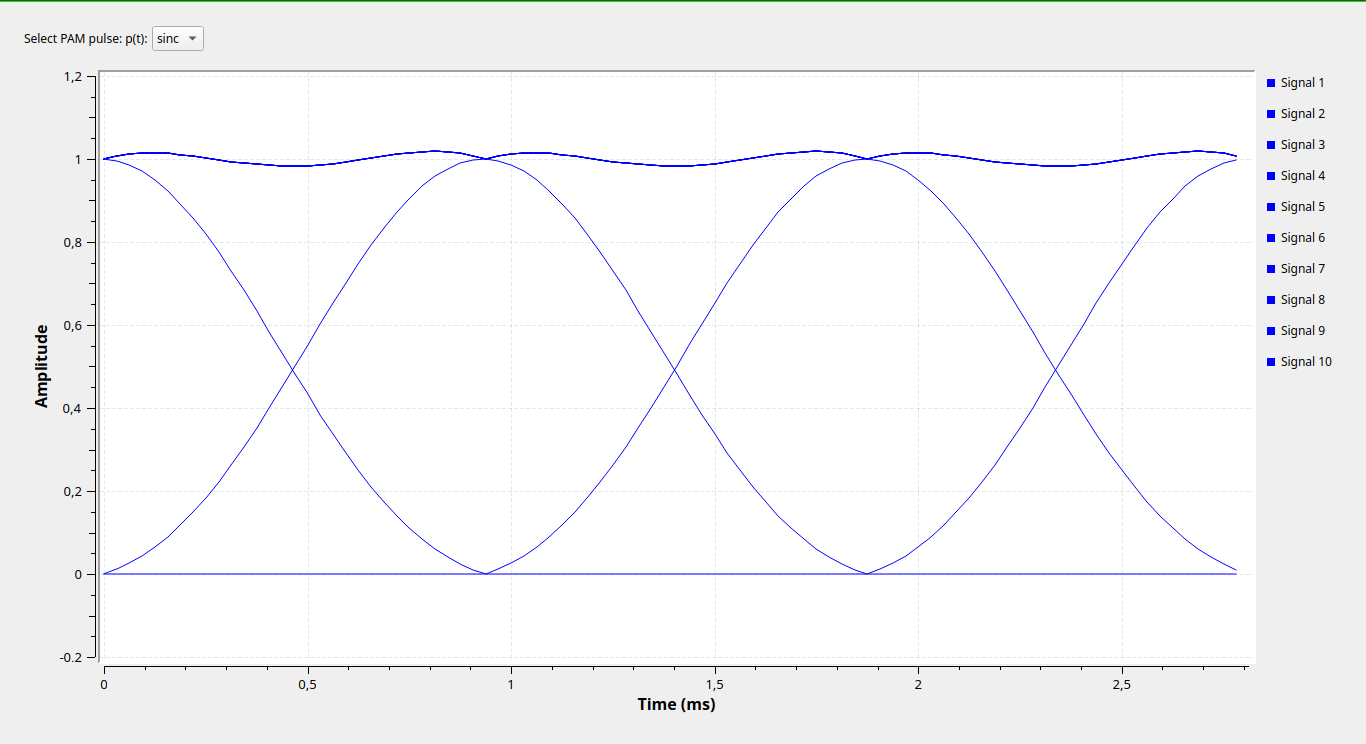 Select PAM pulse: p(t): sinc
1,2
1
0,8
0,6
0,4
0,2
0
-0.2
Amplitude
0 0,5 1 1,5 2 2,5
Time (ms)
Signal 1
Signal 2
Signal 3
Signal 4
Signal 5
Signal 6
Signal 7
Signal 8
Signal 9
Signal 10